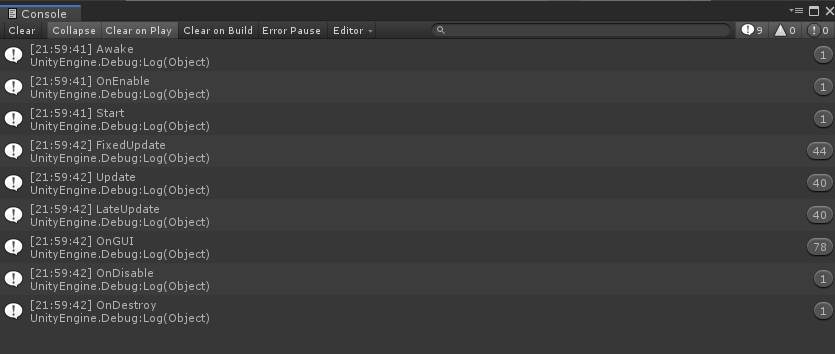 Console
Clear Collapse Clear on Play Clear on Build Error Pause Editor 9 0 0
[21:59:41] Awake
UnityEngine.Debug:Log(Object) 1
[21:59:41] OnEnable
UnityEngine.Debug:Log(Object) 1
[21:59:41] Start
UnityEngine.Debug:Log(Object) 1
[21:59:42] FixedUpdate
UnityEngine.Debug:Log(Object) 44
[21:59:42] Update
UnityEngine.Debug:Log(Object) 40
[21:59:42] LateUpdate
UnityEngine.Debug:Log(Object) 40
[21:59:42] OnGUI
UnityEngine.Debug:Log(Object) 78
[21:59:42] OnDisable
UnityEngine.Debug:Log(Object) 1
[21:59:42] OnDestroy
UnityEngine.Debug:Log(Object) 1